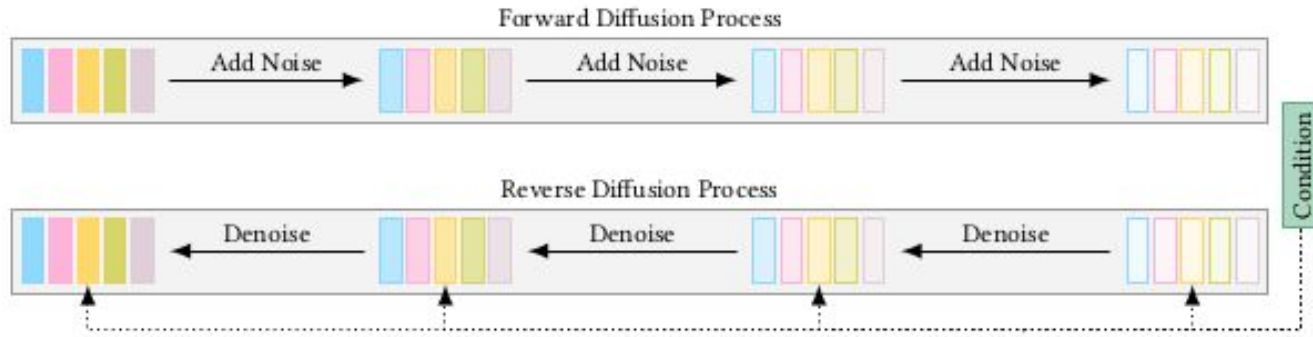 Forward Diffusion Process
Add Noise
Add Noise
Add Noise
Condition
Reverse Diffusion Process
Denoise
Denoise
Denoise